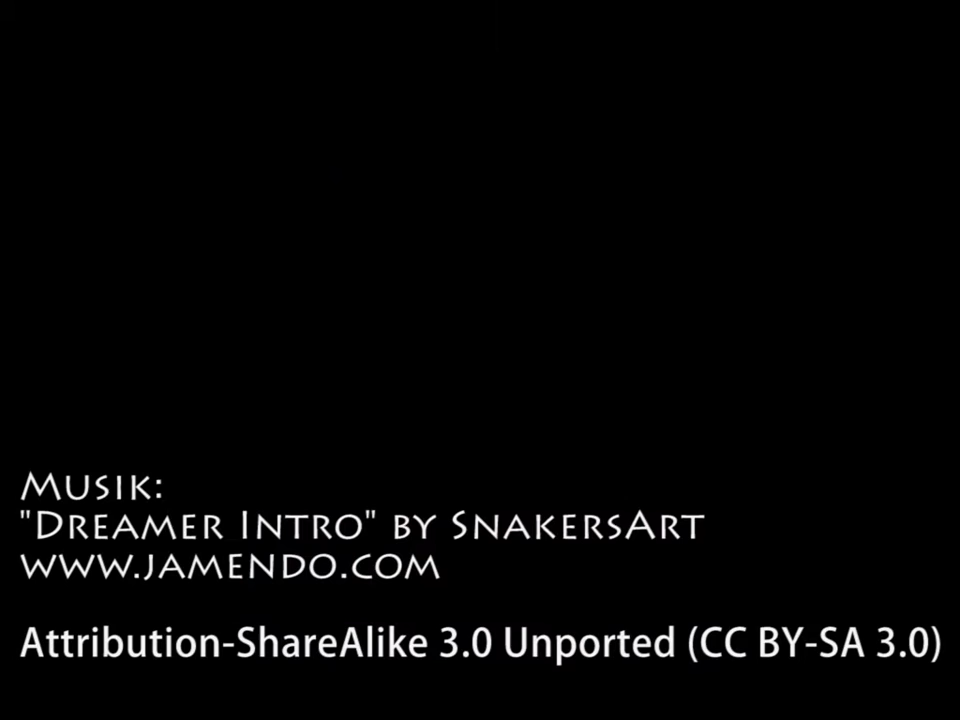 Musik:
"Dreamer Intro" by SnakersArt
www.jamendo.com
Attribution-ShareAlike 3.0 Unported (CC BY-SA 3.0)